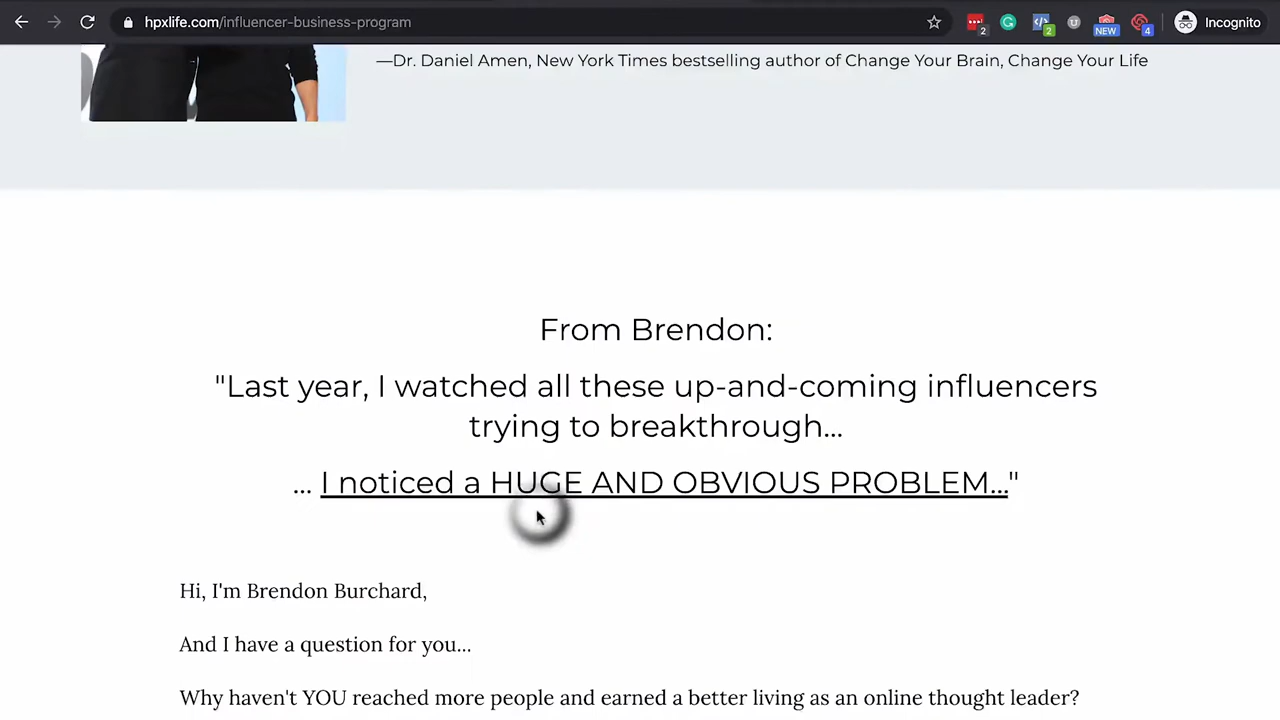 hpxlife.com/influencer-business-program
2
2
U
NEW
4
Incognito
—Dr. Daniel Amen, New York Times bestselling author of Change Your Brain, Change Your Life
From Brendon:
"Last year, I watched all these up-and-coming influencers
trying to breakthrough...
... I noticed a HUGE AND OBVIOUS PROBLEM..."
Hi, I'm Brendon Burchard,
And I have a question for you...
Why haven't YOU reached more people and earned a better living as an online thought leader?